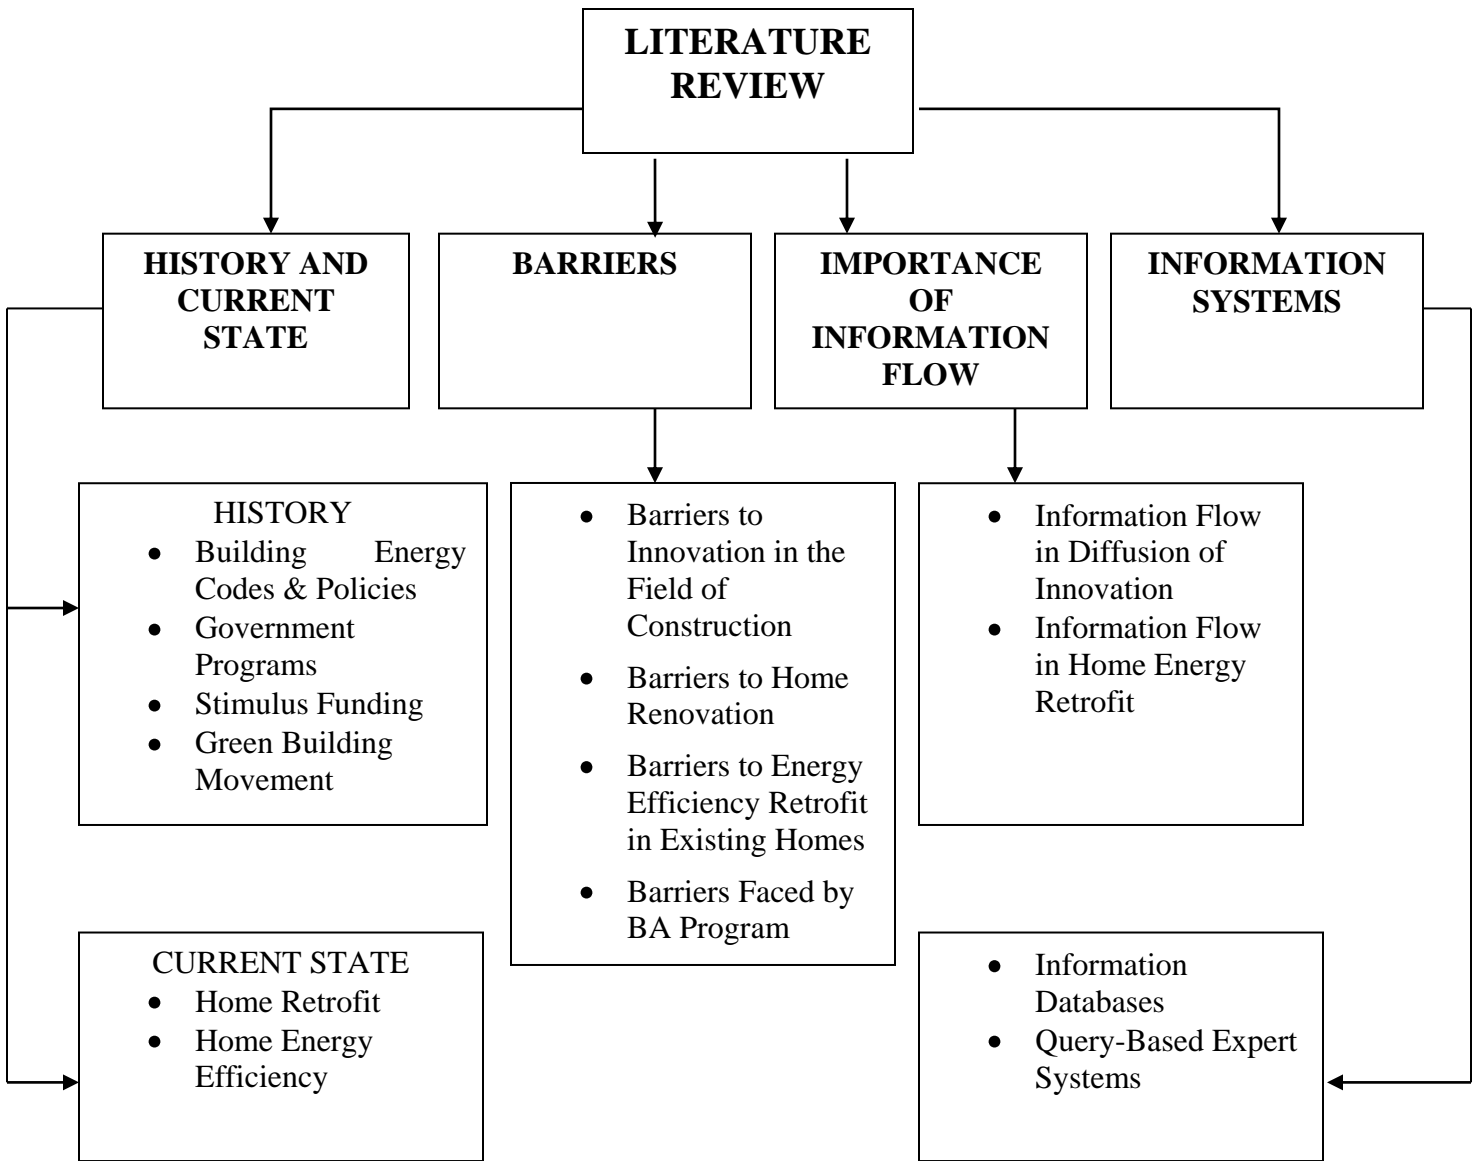 LITERATURE
REVIEW
HISTORY AND
CURRENT
STATE
BARRIERS
IMPORTANCE
OF
INFORMATION
FLOW
INFORMATION
SYSTEMS
HISTORY
● Building Energy
Codes & Policies
● Government
Programs
● Stimulus Funding
● Green Building
Movement
● Barriers to
Innovation in the
Field of
Construction
● Barriers to Home
Renovation
● Barriers to Energy
Efficiency Retrofit
in Existing Homes
● Barriers Faced by
BA Program
● Information Flow
in Diffusion of
Innovation
● Information Flow
in Home Energy
Retrofit
CURRENT STATE
● Home Retrofit
● Home Energy
Efficiency
● Information
Databases
● Query-Based Expert
Systems